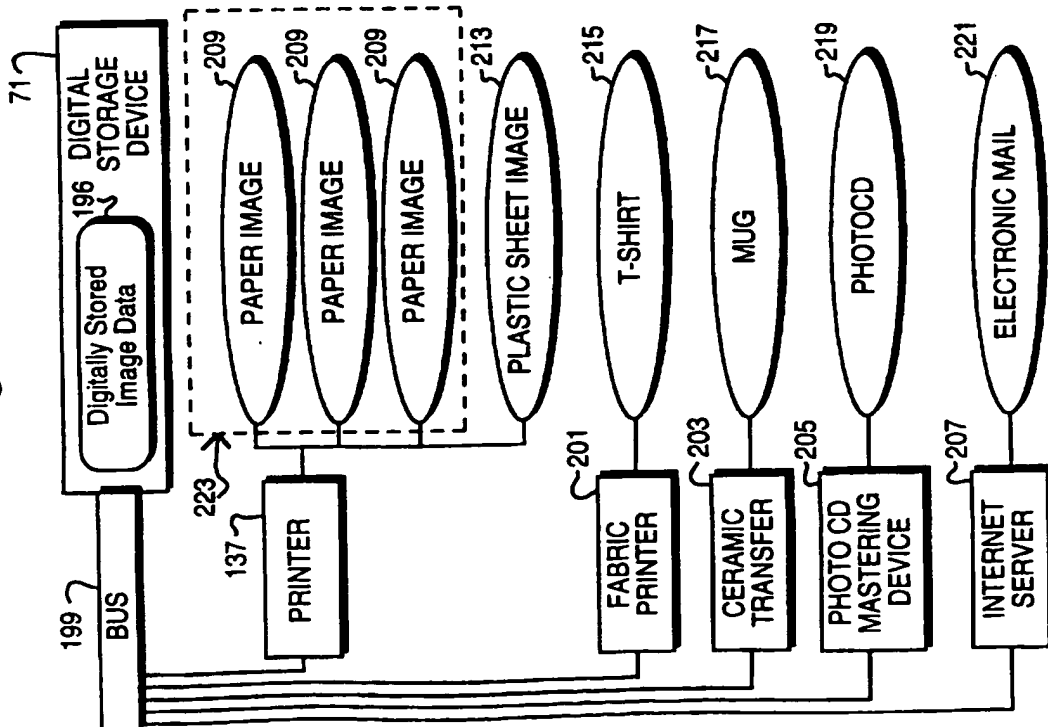 71
DIGITAL
STORAGE
DEVICE
196
Digitally Stored
Image Data
199
BUS
223
209
PAPER IMAGE
209
PAPER IMAGE
209
PAPER IMAGE
213
PLASTIC SHEET IMAGE
137
PRINTER
215
T-SHIRT
201
FABRIC
PRINTER
217
MUG
203
CERAMIC
TRANSFER
219
PHOTOCD
205
PHOTO CD
MASTERING
DEVICE
221
ELECTRONIC MAIL
207
INTERNET
SERVER